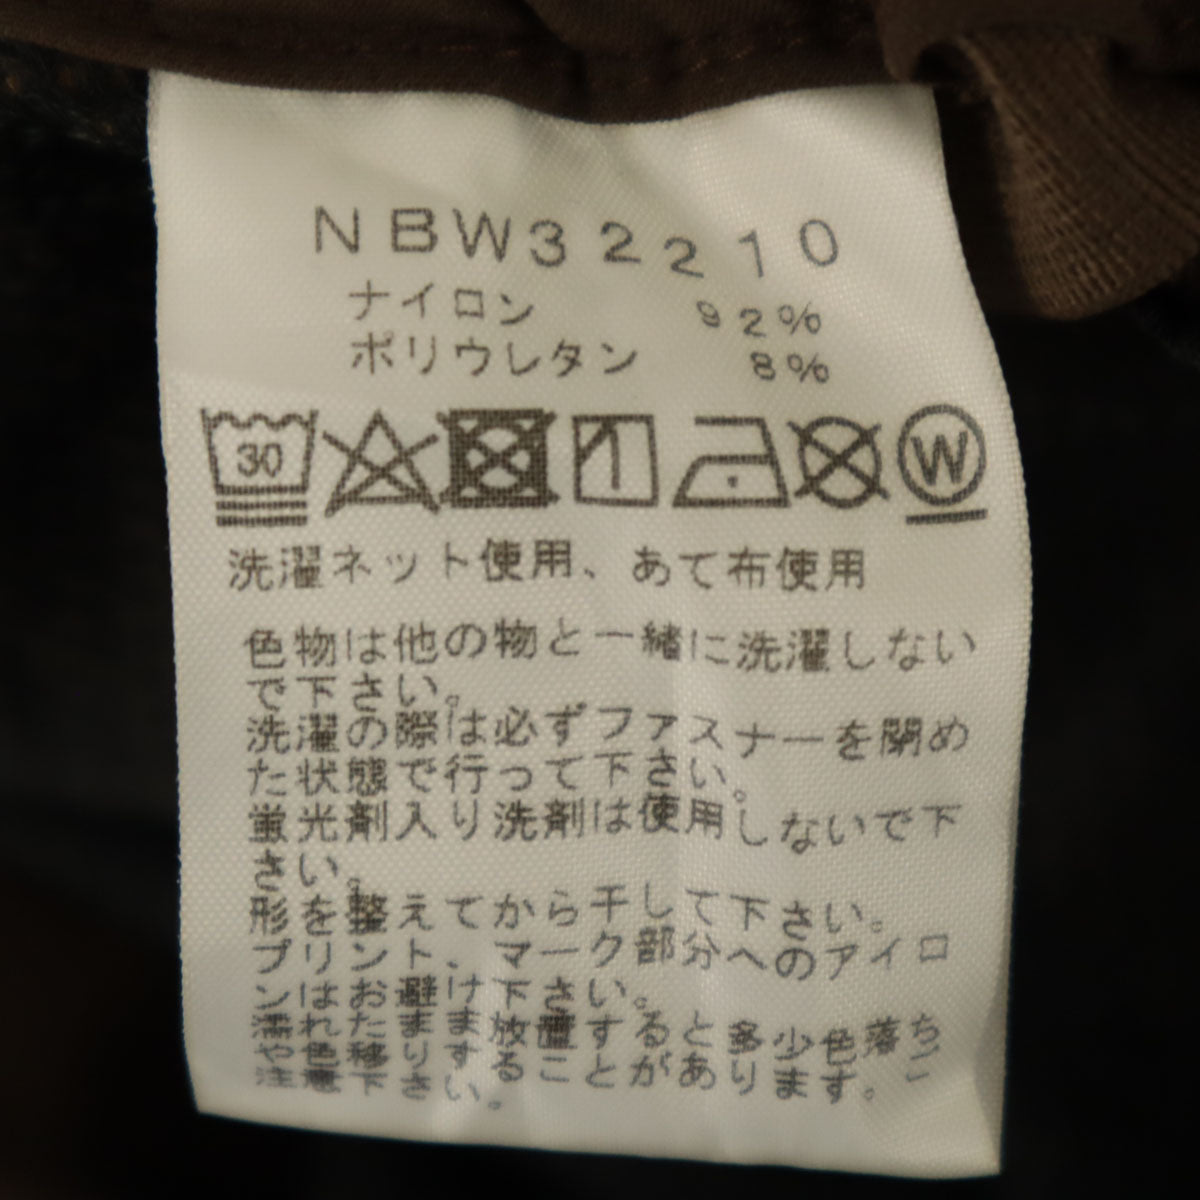 NBW32210
ナイロン 92%
ポリウレタン 8%
30 W
洗濯ネット使用、あて布使用
色物は他の物と一緒に洗濯しない
で下さい。
洗濯の際は必ずファスナーを閉め
た状態で行って下さい。
蛍光剤入り洗剤は使用しないで下
さい。
形を整えてから干して下さい。
プリント、マーク部分へのアイロ
ンはお避け下さい。
濡れたまま放置すると多少色落ち
や色移りすることがあります。ご
注意下さい。